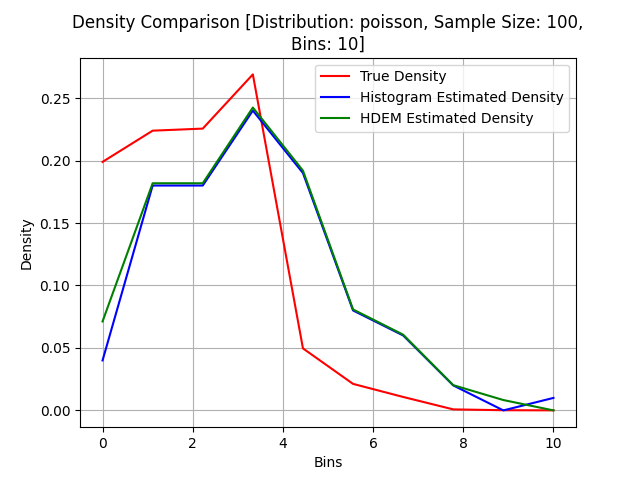 Density Comparison [Distribution: poisson, Sample Size: 100,
Bins: 10]
True Density
Histogram Estimated Density
HDEM Estimated Density
Density
0.25
0.20
0.15
0.10
0.05
0.00
0 2 4 6 8 10
Bins